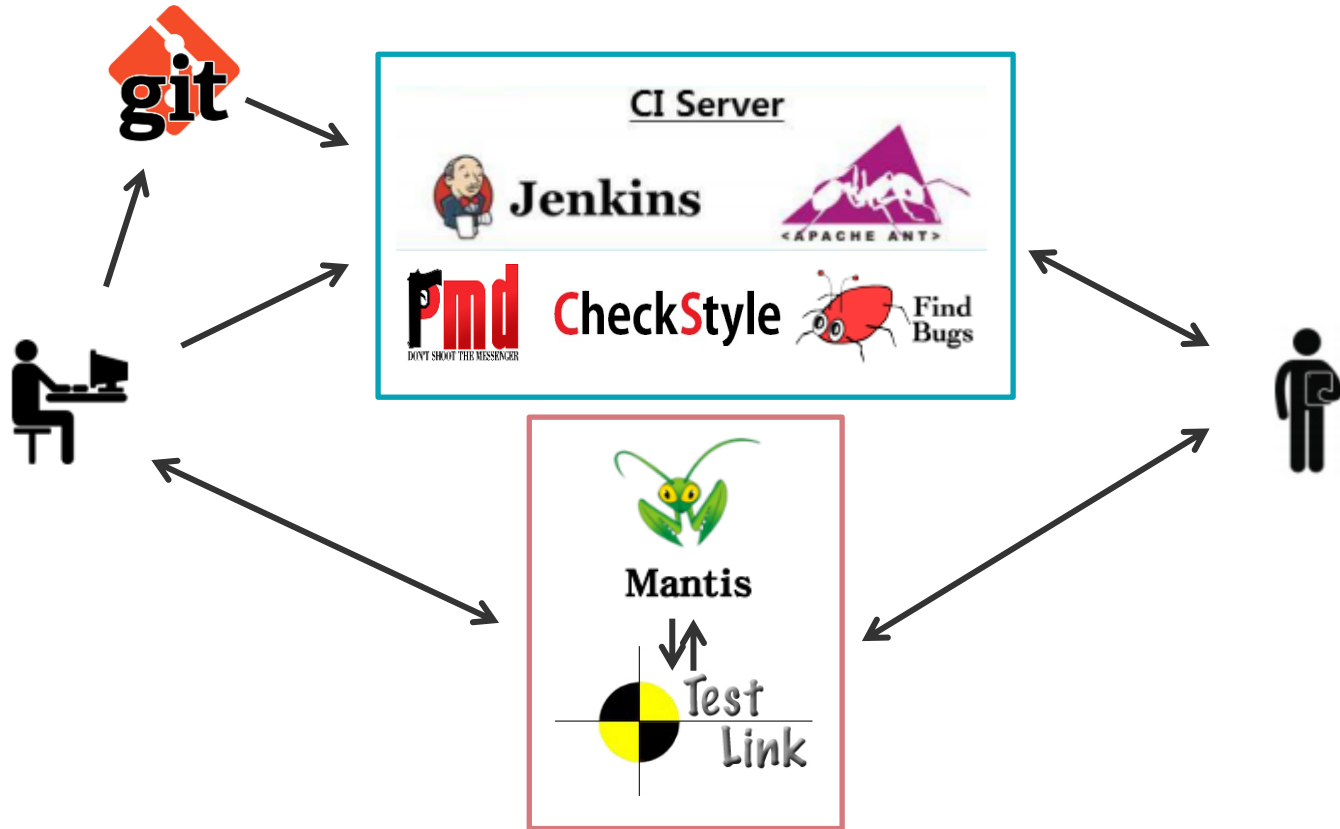 git
CI Server
Jenkins
<APACHE ANT>
Pmd
DON'T SHOOT THE MESSENGER
CheckStyle
Find
Bugs
Mantis
Test
Link